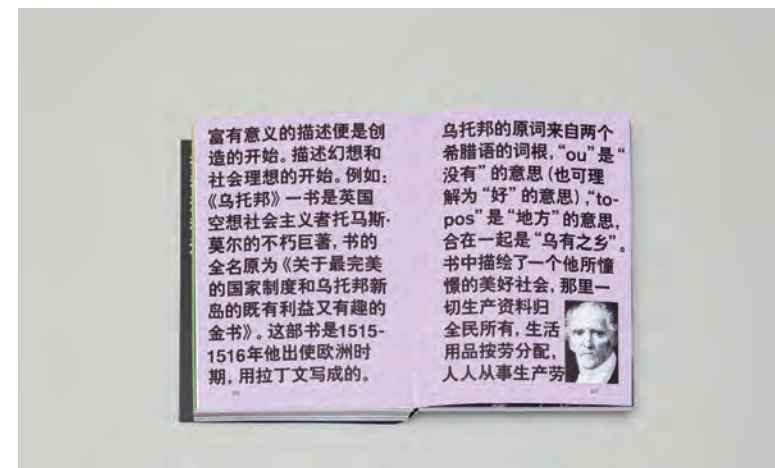 富有意义的描述便是创
造的开始。描述幻想和
社会理想的开始。例如：
《乌托邦》一书是英国
空想社会主义者托马斯·
莫尔的不朽巨著，书的
全名原为《关于最完美
的国家制度和乌托邦新
岛的既有利益又有趣的
金书》。这部书是1515-
1516年他出使欧洲时
期，用拉丁文写成的。
乌托邦的原词来自两个
希腊语的词根，“ou”是“
没有”的意思（也可理
解为“好”的意思），“to-
pos”是“地方”的意思，
合在一起是“乌有之乡”。
书中描绘了一个他所憧
憬的美好社会，那里一
切生产资料归
全民所有，生活
用品按劳分配，
人人从事生产劳